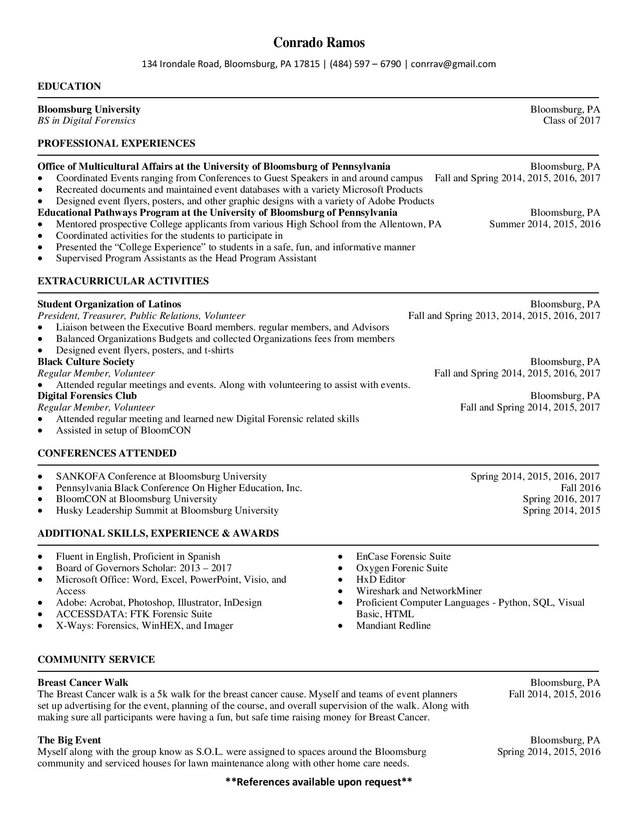 Conrado Ramos
134 Irondale Road, Bloomsburg, PA 17815 | (484) 597 – 6790 | conrrav@gmail.com
EDUCATION
Bloomsburg University Bloomsburg, PA
BS in Digital Forensics Class of 2017
PROFESSIONAL EXPERIENCES
Office of Multicultural Affairs at the University of Bloomsburg of Pennsylvania Bloomsburg, PA
• Coordinated Events ranging from Conferences to Guest Speakers in and around campus Fall and Spring 2014, 2015, 2016, 2017
• Recreated documents and maintained event databases with a variety Microsoft Products
• Designed event flyers, posters, and other graphic designs with a variety of Adobe Products
Educational Pathways Program at the University of Bloomsburg of Pennsylvania Bloomsburg, PA
• Mentored prospective College applicants from various High School from the Allentown, PA Summer 2014, 2015, 2016
• Coordinated activities for the students to participate in
• Presented the “College Experience” to students in a safe, fun, and informative manner
• Supervised Program Assistants as the Head Program Assistant
EXTRACURRICULAR ACTIVITIES
Student Organization of Latinos Bloomsburg, PA
President, Treasurer, Public Relations, Volunteer Fall and Spring 2013, 2014, 2015, 2016, 2017
• Liaison between the Executive Board members. regular members, and Advisors
• Balanced Organizations Budgets and collected Organizations fees from members
• Designed event flyers, posters, and t-shirts
Black Culture Society Bloomsburg, PA
Regular Member, Volunteer Fall and Spring 2014, 2015, 2016, 2017
• Attended regular meetings and events. Along with volunteering to assist with events.
Digital Forensics Club Bloomsburg, PA
Regular Member, Volunteer Fall and Spring 2014, 2015, 2017
• Attended regular meeting and learned new Digital Forensic related skills
• Assisted in setup of BloomCON
CONFERENCES ATTENDED
• SANKOFA Conference at Bloomsburg University Spring 2014, 2015, 2016, 2017
• Pennsylvania Black Conference On Higher Education, Inc. Fall 2016
• BloomCON at Bloomsburg University Spring 2016, 2017
• Husky Leadership Summit at Bloomsburg University Spring 2014, 2015
ADDITIONAL SKILLS, EXPERIENCE & AWARDS
• Fluent in English, Proficient in Spanish
• Board of Governors Scholar: 2013 – 2017
• Microsoft Office: Word, Excel, PowerPoint, Visio, and
Access
• Adobe: Acrobat, Photoshop, Illustrator, InDesign
• ACCESSDATA: FTK Forensic Suite
• X-Ways: Forensics, WinHEX, and Imager
• EnCase Forensic Suite
• Oxygen Forenic Suite
• HxD Editor
• Wireshark and NetworkMiner
• Proficient Computer Languages - Python, SQL, Visual
Basic, HTML
• Mandiant Redline
COMMUNITY SERVICE
Breast Cancer Walk Bloomsburg, PA
The Breast Cancer walk is a 5k walk for the breast cancer cause. Myself and teams of event planners Fall 2014, 2015, 2016
set up advertising for the event, planning of the course, and overall supervision of the walk. Along with
making sure all participants were having a fun, but safe time raising money for Breast Cancer.
The Big Event Bloomsburg, PA
Myself along with the group know as S.O.L. were assigned to spaces around the Bloomsburg Spring 2014, 2015, 2016
community and serviced houses for lawn maintenance along with other home care needs.
**References available upon request**